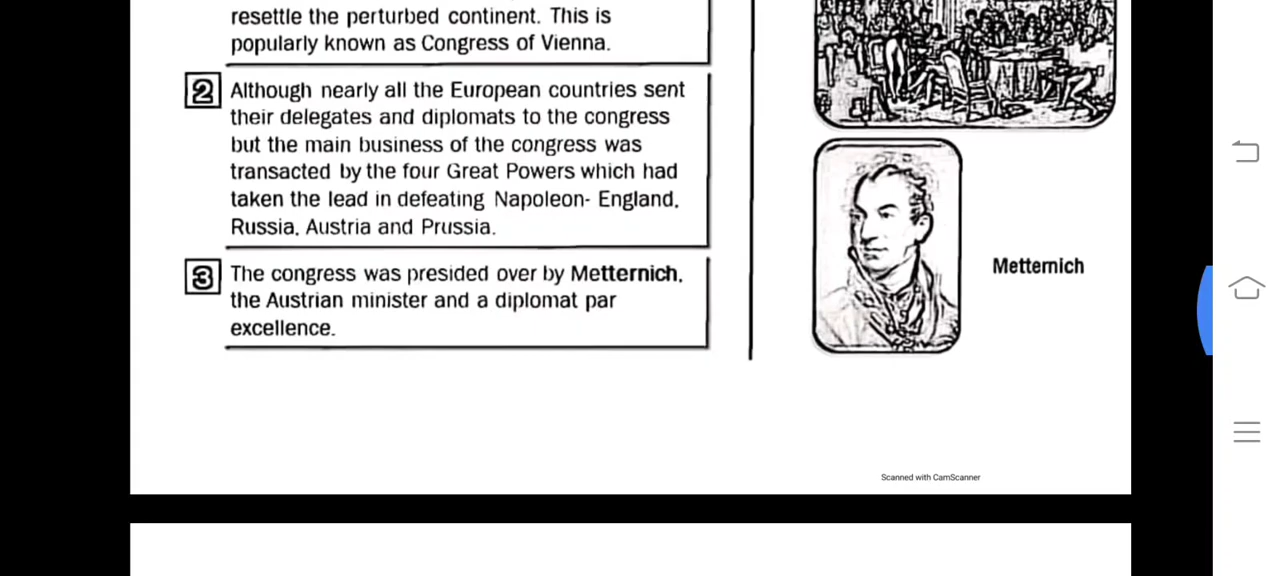 resettle the perturbed continent. This is
popularly known as Congress of Vienna.
2 Although nearly all the European countries sent
their delegates and diplomats to the congress
but the main business of the congress was
transacted by the four Great Powers which had
taken the lead in defeating Napoleon- England,
Russia, Austria and Prussia.
3 The congress was presided over by Metternich,
the Austrian minister and a diplomat par
excellence.
Metternich
Scanned with CamScanner